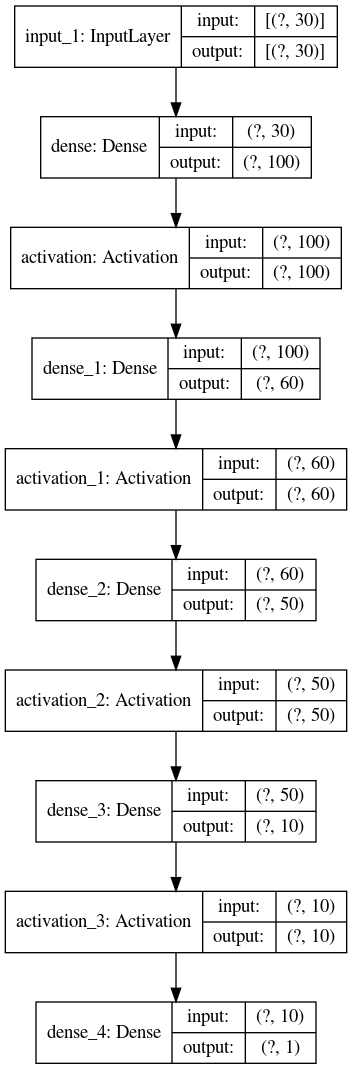 input_1: InputLayer
input: [(?, 30)]
output: [(?, 30)]
dense: Dense
input: (?, 30)
output: (?, 100)
activation: Activation
input: (?, 100)
output: (?, 100)
dense_1: Dense
input: (?, 100)
output: (?, 60)
activation_1: Activation
input: (?, 60)
output: (?, 60)
dense_2: Dense
input: (?, 60)
output: (?, 50)
activation_2: Activation
input: (?, 50)
output: (?, 50)
dense_3: Dense
input: (?, 50)
output: (?, 10)
activation_3: Activation
input: (?, 10)
output: (?, 10)
dense_4: Dense
input: (?, 10)
output: (?, 1)